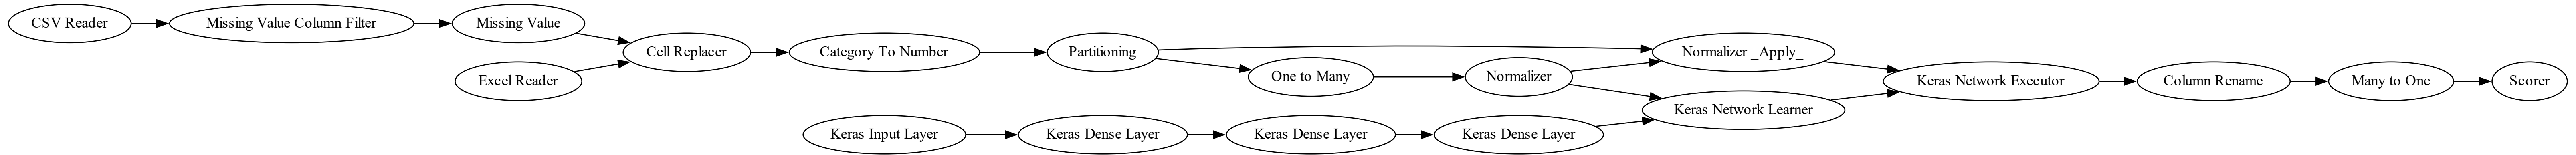 CSV Reader
Missing Value Column Filter
Missing Value
Excel Reader
Cell Replacer
Category To Number
Partitioning
One to Many
Normalizer
Normalizer _Apply_
Keras Input Layer
Keras Dense Layer
Keras Dense Layer
Keras Dense Layer
Keras Network Learner
Keras Network Executor
Column Rename
Many to One
Scorer